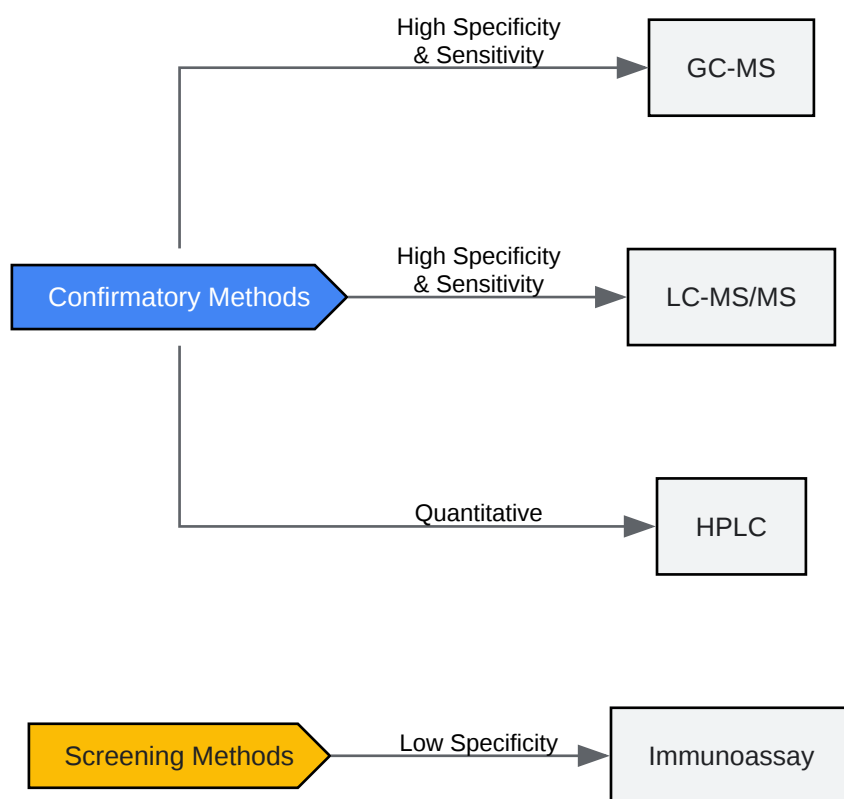 High Specificity
& Sensitivity
GC-MS
Confirmatory Methods
High Specificity
& Sensitivity
LC-MS/MS
Quantitative
HPLC
Screening Methods
Low Specificity
Immunoassay